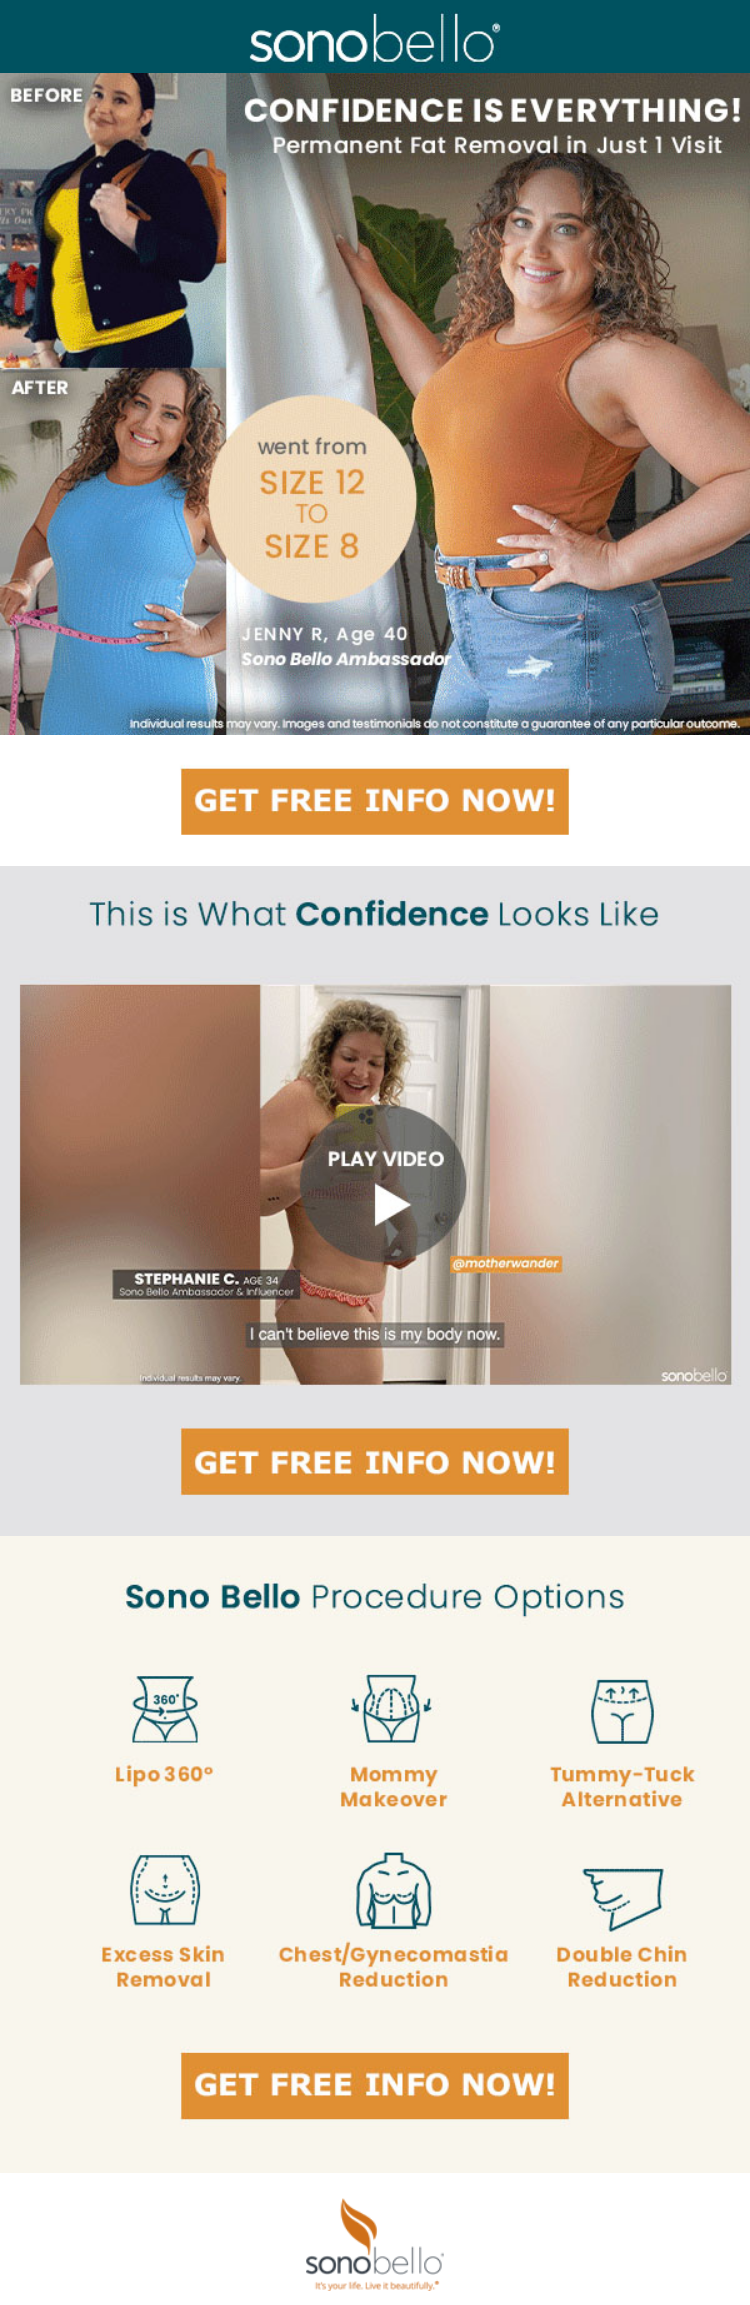 sonobello®
BEFORE
CONFIDENCE IS EVERYTHING!
Permanent Fat Removal in Just 1 Visit
AFTER
went from
SIZE 12
TO
SIZE 8
JENNY R, Age 40
Sono Bello Ambassador
Individual results may vary. Images and testimonials do not constitute a guarantee of any particular outcome.
GET FREE INFO NOW!
This is What Confidence Looks Like
PLAY VIDEO
@motherwander
STEPHANIE C. AGE 34
Sono Bello Ambassador & Influencer
I can't believe this is my body now.
Individual results may vary.
sonobello
GET FREE INFO NOW!
Sono Bello Procedure Options
360°
Lipo 360°
Mommy
Makeover
Tummy-Tuck
Alternative
Excess Skin
Removal
Chest/Gynecomastia
Reduction
Double Chin
Reduction
GET FREE INFO NOW!
sonobello
It's your life. Live it beautifully.®